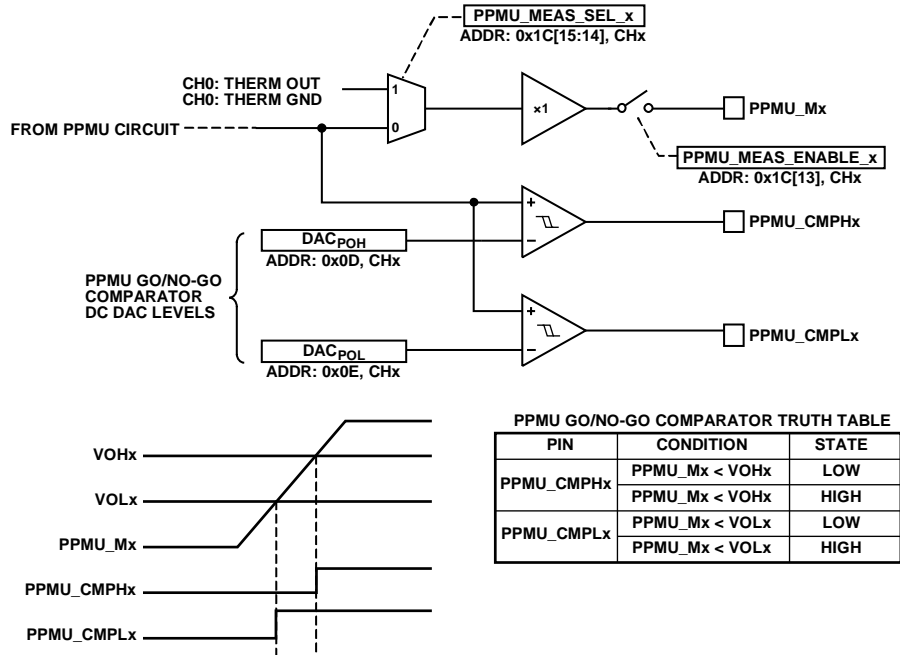 PPMU_MEAS_SEL_x
ADDR: 0x1C[15:14], CHx
CH0: THERM OUT
CH0: THERM GND
1
0
FROM PPMU CIRCUIT
×1
PPMU_Mx
PPMU_MEAS_ENABLE_x
ADDR: 0x1C[13], CHx
+
−
PPMU_CMPHx
DACPOH
ADDR: 0x0D, CHx
PPMU GO/NO-GO
COMPARATOR
DC DAC LEVELS
+
−
PPMU_CMPLx
DACPOL
ADDR: 0x0E, CHx
VOHx
VOLx
PPMU_Mx
PPMU_CMPHx
PPMU_CMPLx
PPMU GO/NO-GO COMPARATOR TRUTH TABLE
PIN CONDITION STATE
PPMU_CMPHx PPMU_Mx < VOHx LOW
PPMU_Mx < VOHx HIGH
PPMU_CMPLx PPMU_Mx < VOLx LOW
PPMU_Mx < VOLx HIGH